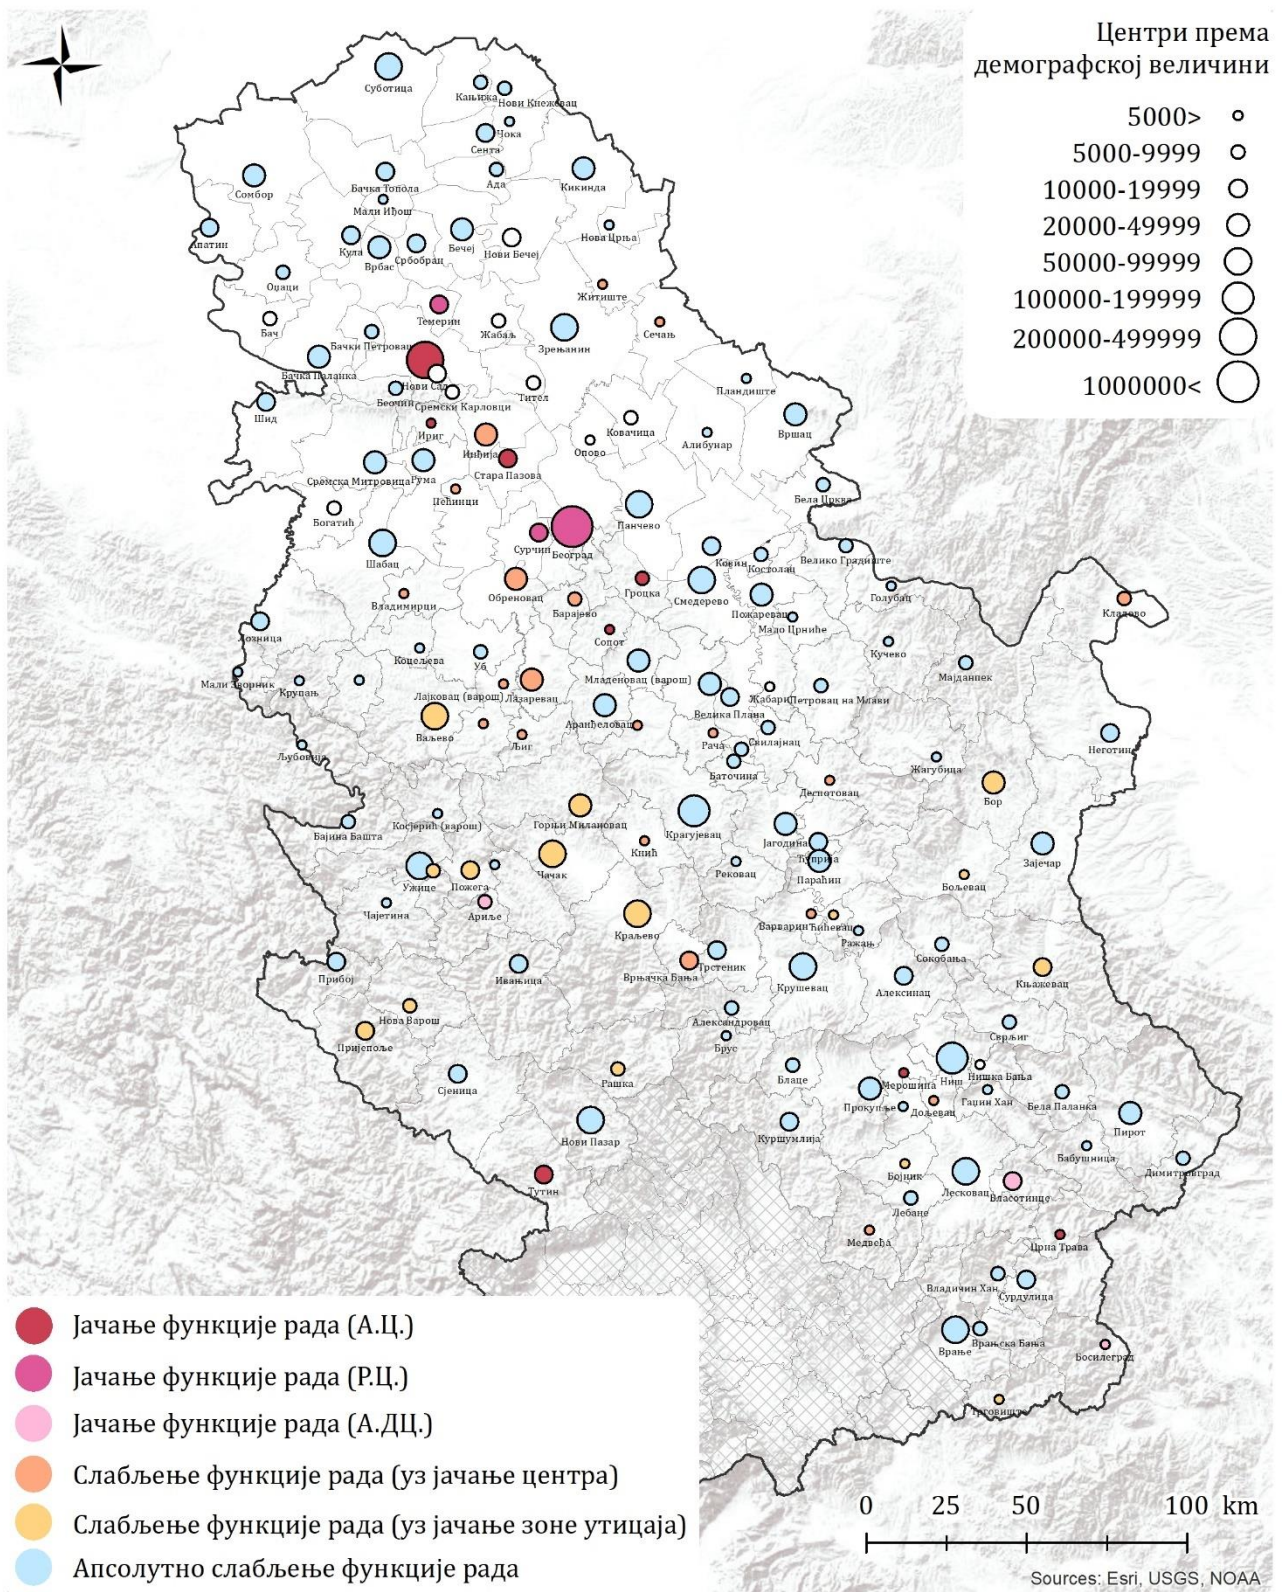 Центри према
демографској величини
5000>
5000-9999
10000-19999
20000-49999
50000-99999
100000-199999
200000-499999
1000000<
Суботица
Кањижа
Нови Кнежевац
Чока
Сента
Сомбор
Бачка Топола
Ада
Кикинда
Мали Иђош
Апатин
Кула
Врбас
Србобран
Бечеј
Нови Бечеј
Нова Црња
Оџаци
Житиште
Бач
Темерин
Жабаљ
Зрењанин
Сечањ
Бачки Петровац
Бачка Паланка
Нови Сад
Беочин
Сремски Карловци
Тител
Пландиште
Шид
Ириг
Инђија
Ковачица
Опово
Алибунар
Вршац
Стара Пазова
Сремска Митровица
Рума
Пећинци
Бела Црква
Богатић
Панчево
Сурчин
Београд
Шабац
Ковин
Костолац
Велико Градиште
Обреновац
Гроцка
Смедерево
Голубац
Владимирци
Барајево
Пожаревац
Мало Црниће
Кладово
Лозница
Сопот
Кучево
Коцељева
Уб
Младеновац (варош)
Мајданпек
Мали Зворник
Крупањ
Лајковац (варош)
Лазаревац
Велика Плана
Жабари
Петровац на Млави
Ваљево
Љиг
Аранђеловац
Рача
Свилајнац
Неготин
Љубовија
Баточина
Жагубица
Деспотовац
Бор
Бајина Башта
Косјерић (варош)
Горњи Милановац
Крагујевац
Јагодина
Кнић
Ћуприја
Зајечар
Ужице
Пожега
Чачак
Рековац
Параћин
Бољевац
Чајетина
Ариље
Краљево
Варварин
Ћићевац
Ражањ
Сокобања
Прибој
Ивањица
Врњачка Бања
Трстеник
Крушевац
Алексинац
Књажевац
Нова Варош
Александровац
Свршиг
Пријепоље
Брус
Сјеница
Рашка
Блаце
Мерошина
Ниш
Нишка Бања
Прокупље
Дољевац
Гаџин Хан
Бела Паланка
Пирот
Нови Пазар
Куршумлија
Бабушница
Димитровград
Тутин
Бојник
Лесковац
Власотинце
Лебане
Медвеђа
Црна Трава
Владичин Хан
Сурдулица
Врање
Врањска Бања
Босилеград
Трговиште
Јачање функције рада (А.Ц.)
Јачање функције рада (Р.Ц.)
Јачање функције рада (А.ДЦ.)
Слабљење функције рада (уз јачање центра)
Слабљење функције рада (уз јачање зоне утицаја)
Апсолутно слабљење функције рада
0 25 50 100 km
Sources: Esri, USGS, NOAA